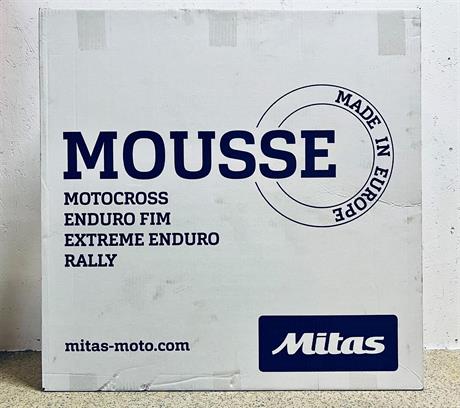 MOUSSE
MADE IN EUROPE
MOTOCROSS
ENDURO FIM
EXTREME ENDURO
RALLY
mitas-moto.com
Mitas